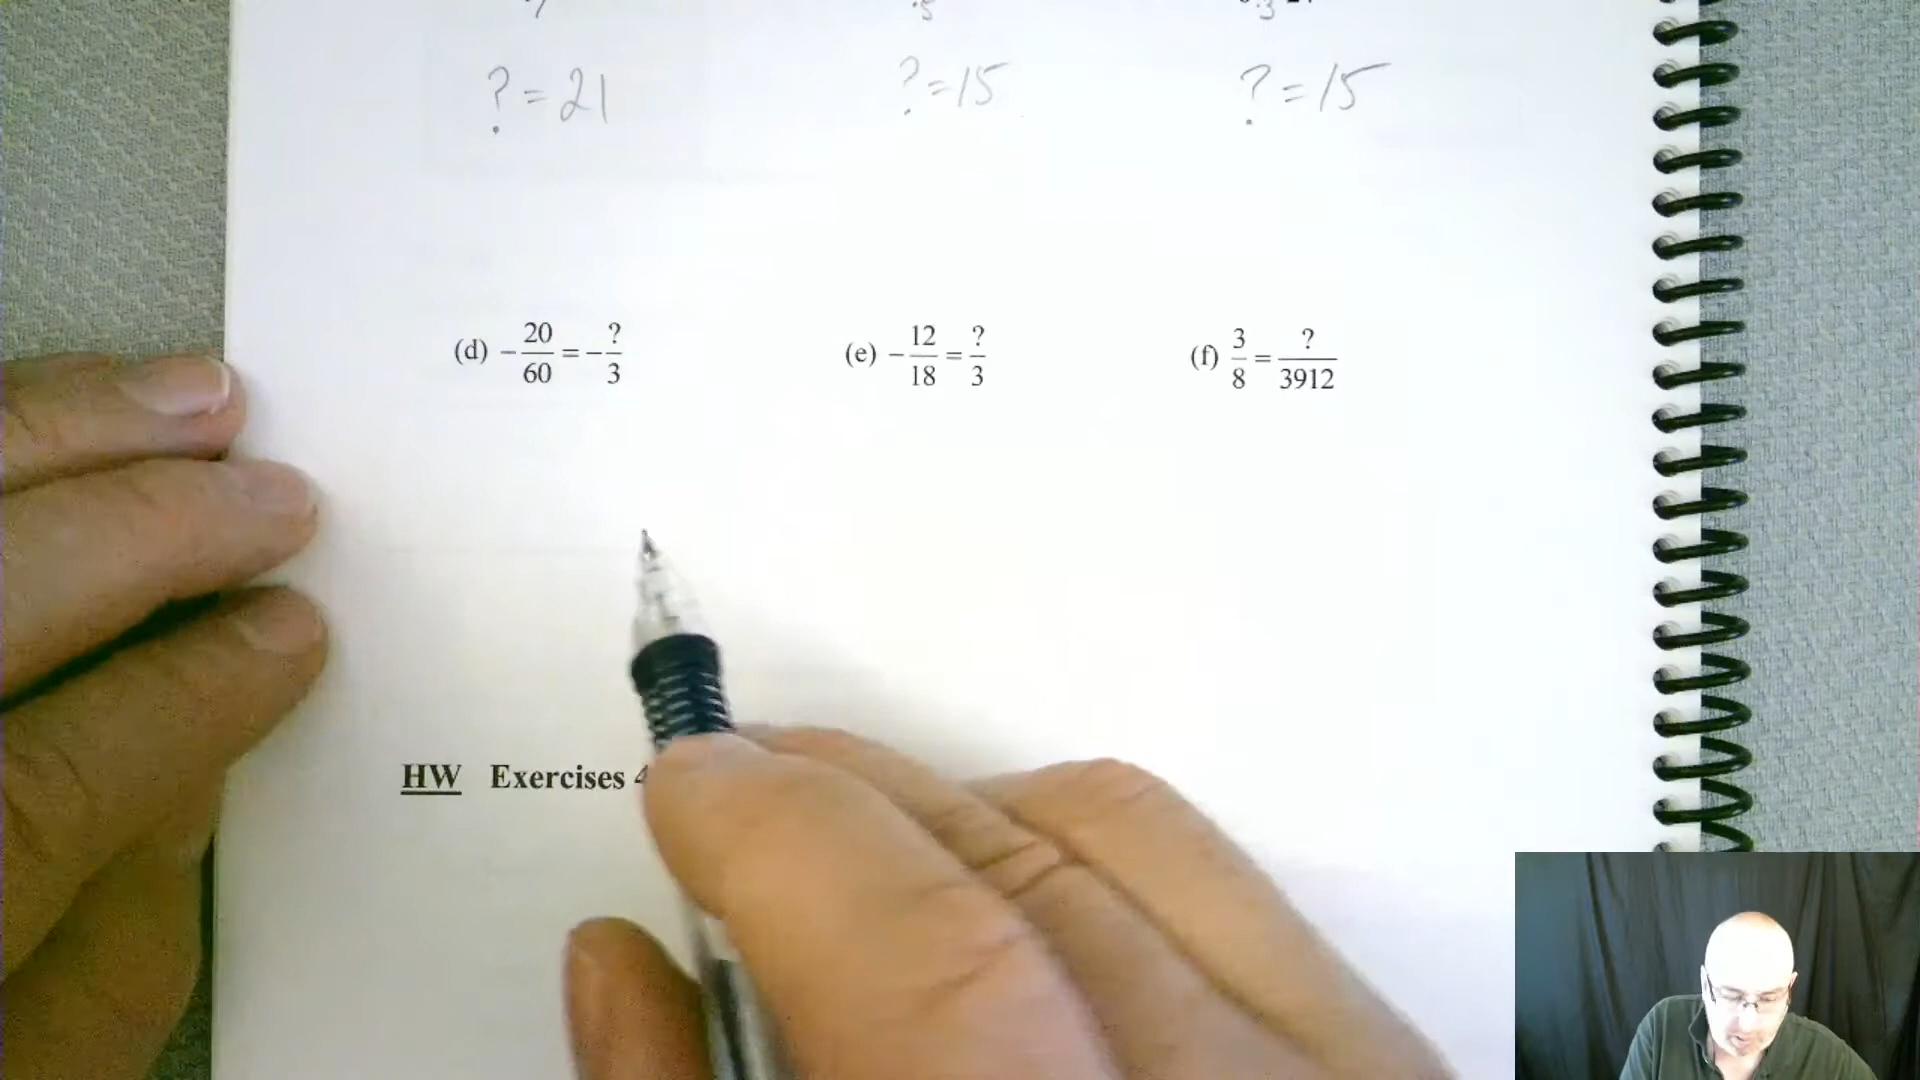 ? = 21 ? = 15 ? = 15
(d) -20/60 = -?/3 (e) -12/18 = ?/3 (f) 3/8 = ?/3912
HW Exercises